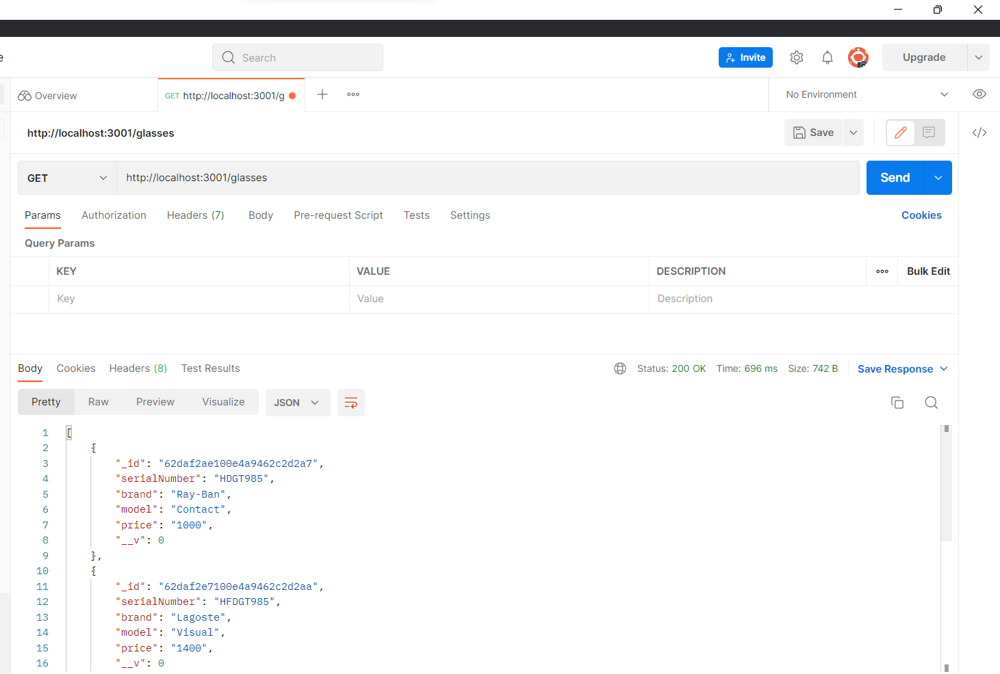 e
Search
Invite
Upgrade
Overview
GET http://localhost:3001/g
No Environment
http://localhost:3001/glasses
Save
GET
http://localhost:3001/glasses
Send
Params Authorization Headers (7) Body Pre-request Script Tests Settings Cookies
Query Params
KEY VALUE DESCRIPTION Bulk Edit
Key Value Description
Body Cookies Headers (8) Test Results Status: 200 OK Time: 696 ms Size: 742 B Save Response
Pretty Raw Preview Visualize JSON
1 [
2 {
3 "_id": "62daf2ae100e4a9462c2d2a7",
4 "serialNumber": "HDGT985",
5 "brand": "Ray-Ban",
6 "model": "Contact",
7 "price": "1000",
8 "__v": 0
9 },
10 {
11 "_id": "62daf2e7100e4a9462c2d2aa",
12 "serialNumber": "HFDGT985",
13 "brand": "Lagoste",
14 "model": "Visual",
15 "price": "1400",
16 "__v": 0